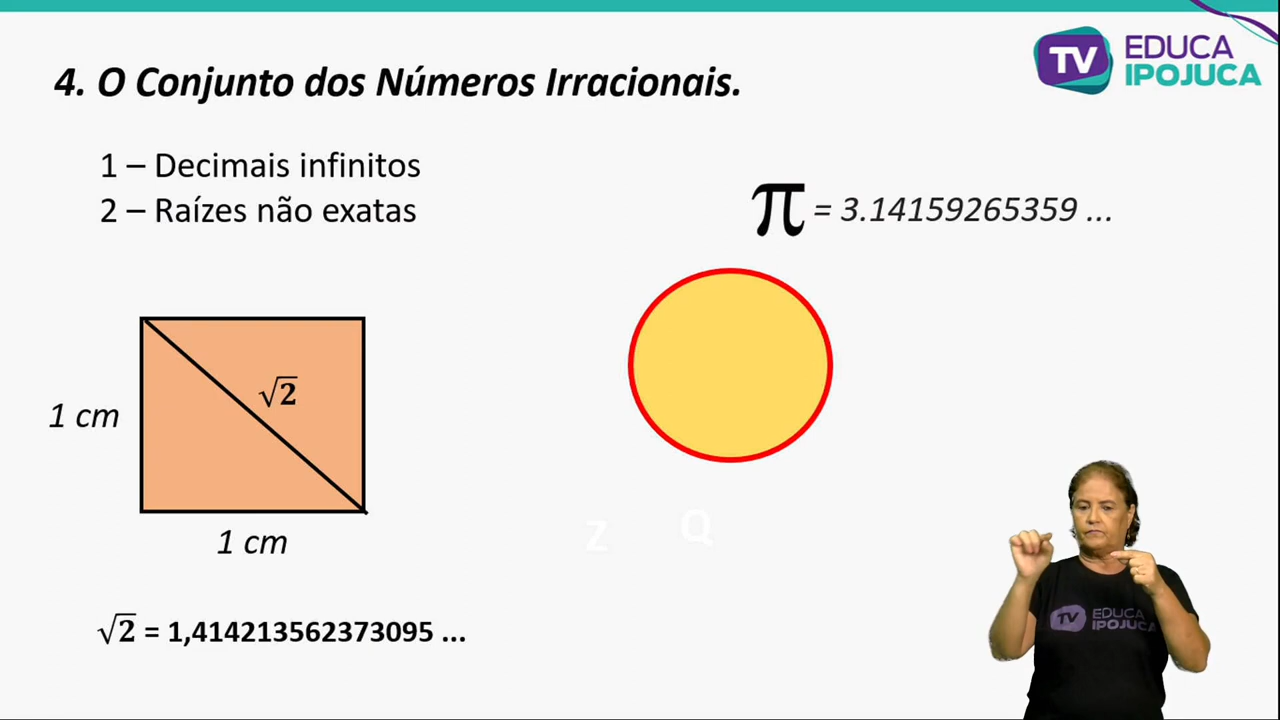 4. O Conjunto dos Números Irracionais.
TV EDUCA
IPOJUCA
1 – Decimais infinitos
2 – Raízes não exatas
π = 3.14159265359 ...
√2
1 cm
1 cm
Z Q
√2 = 1,414213562373095 ...
TV EDUCA
IPOJUCA